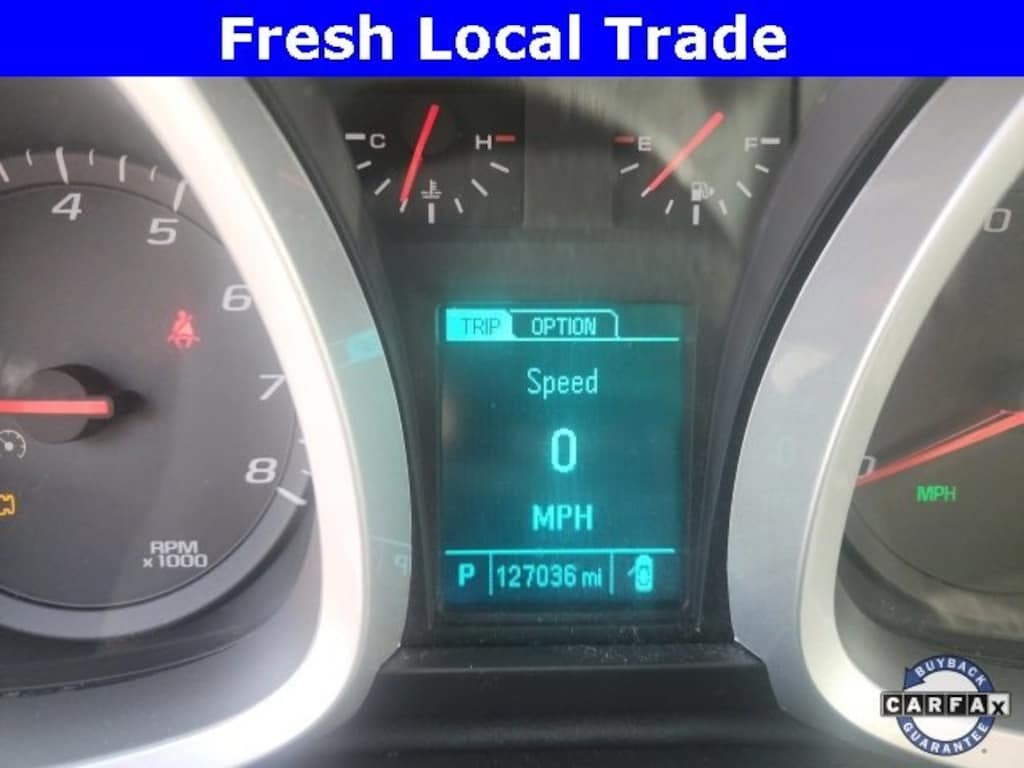 Fresh Local Trade
C H E F
4
5
6
7
8
RPM
x1000
TRIP OPTION
Speed
0
MPH
P 127036 mi
0
MPH
BUYBACK
CARFAX
GUARANTEE